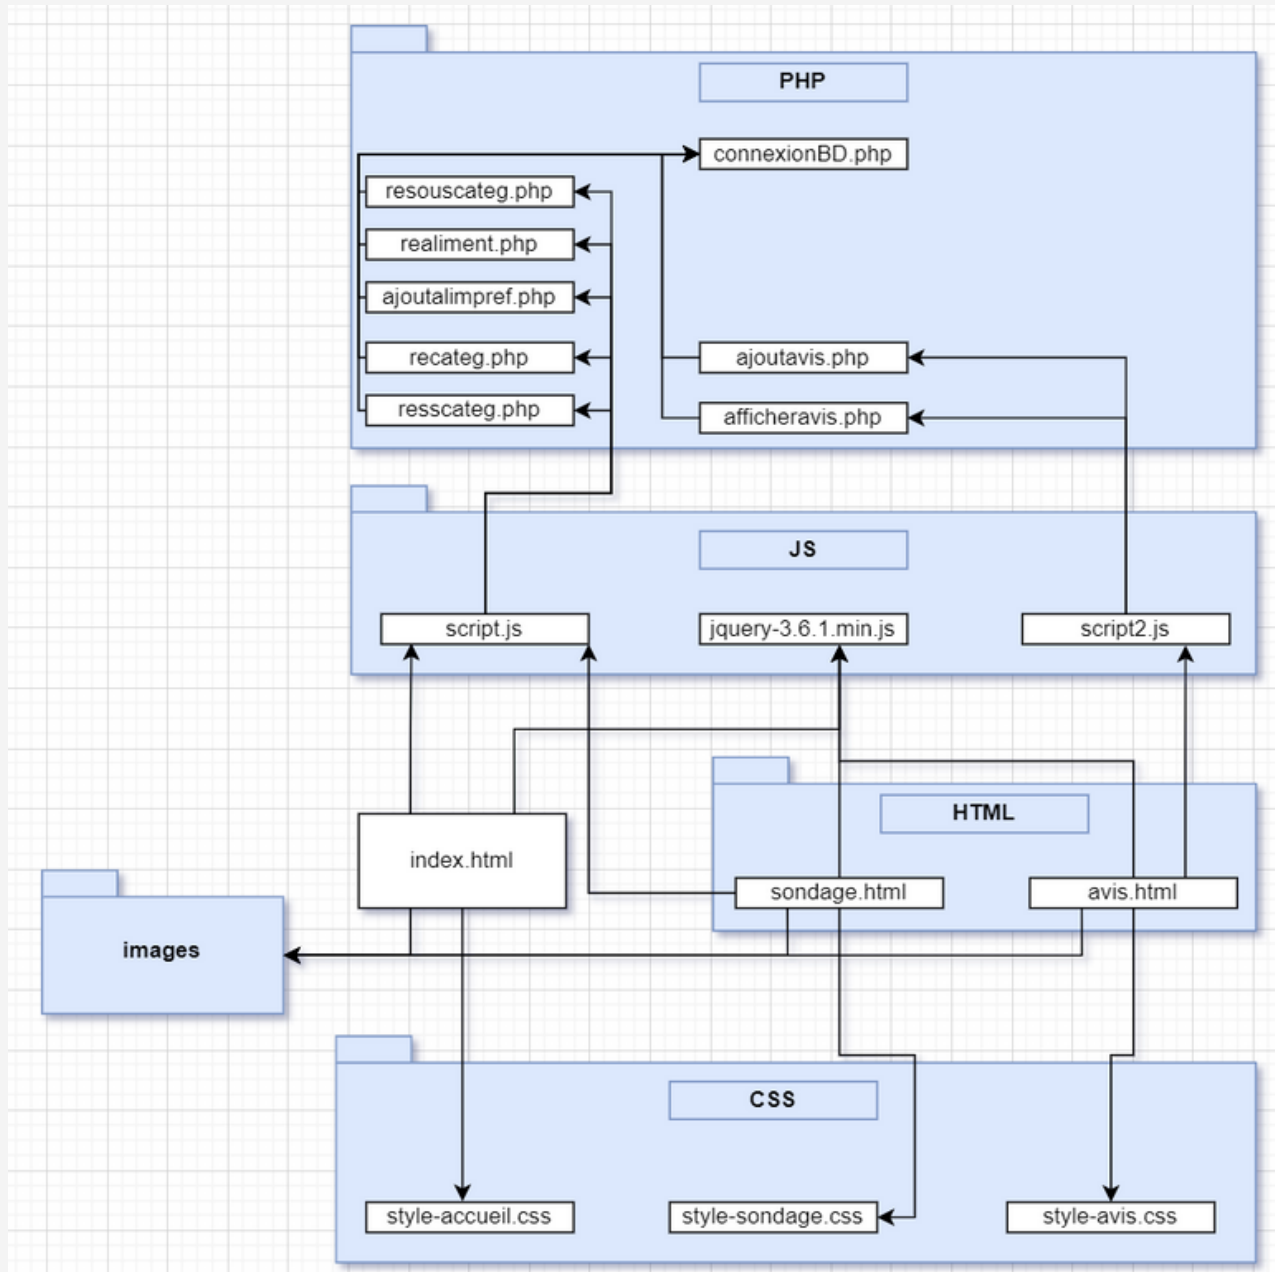 PHP
connexionBD.php
resouscateg.php
realiment.php
ajoutalimpref.php
recateg.php
resscateg.php
ajoutavis.php
afficheravis.php
JS
script.js
jquery-3.6.1.min.js
script2.js
index.html
HTML
sondage.html
avis.html
images
CSS
style-accueil.css
style-sondage.css
style-avis.css